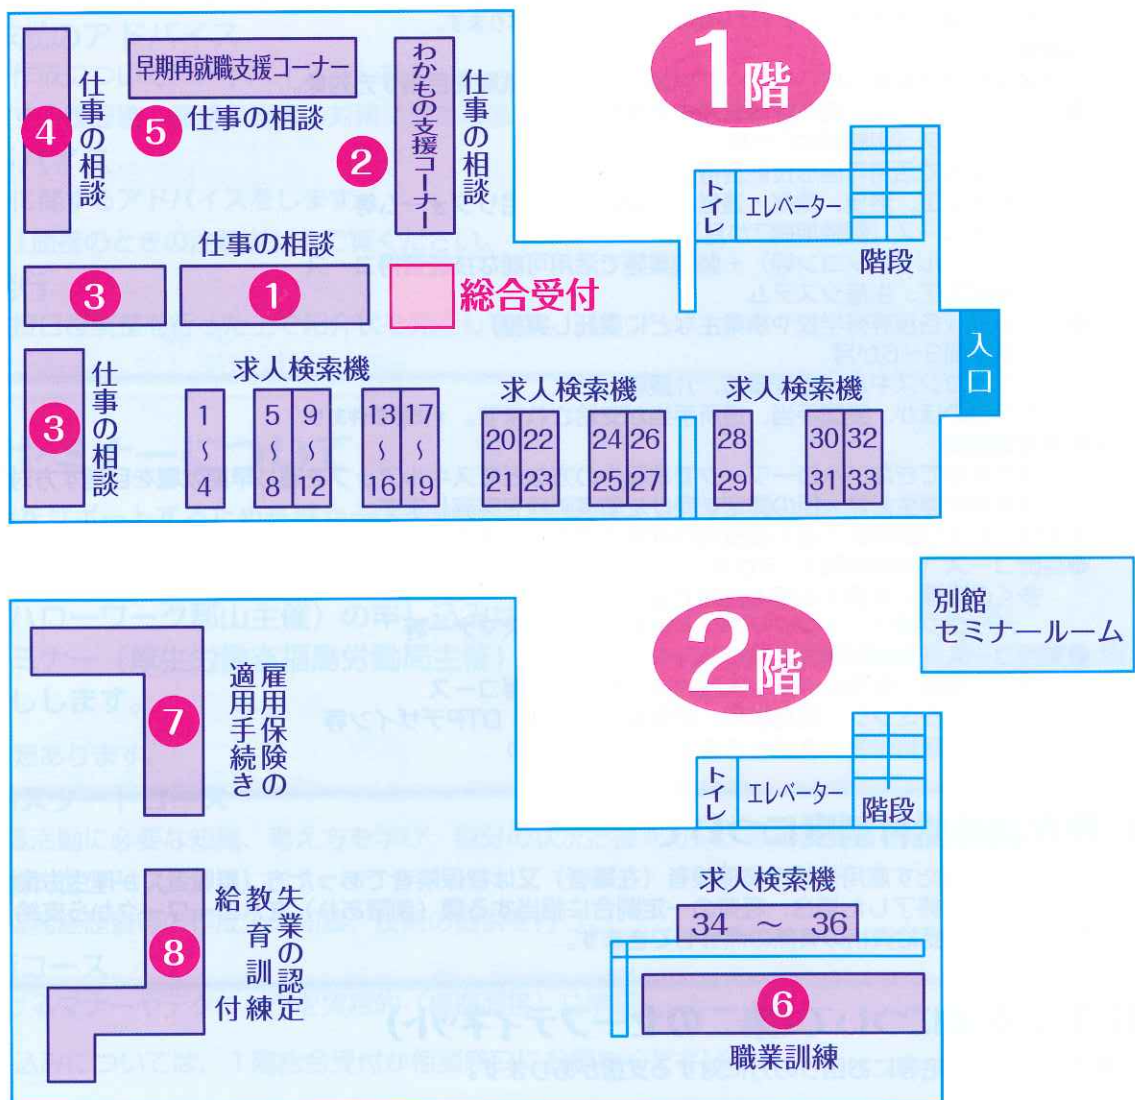 1階
4
仕事の相談
早期再就職支援コーナー
5
仕事の相談
2
わかもの支援コーナー
仕事の相談
トイレ
エレベーター
階段
3
仕事の相談
1
総合受付
入口
3
仕事の相談
求人検索機
1～4
5～8
9～12
13～16
17～19
求人検索機
20 22 24 26
21 23 25 27
求人検索機
28 30 32
29 31 33
別館
セミナールーム
2階
7
雇用保険の
適用手続き
トイレ
エレベーター
階段
8
失業の認定
教育訓練
給付
求人検索機
34 ～ 36
6
職業訓練